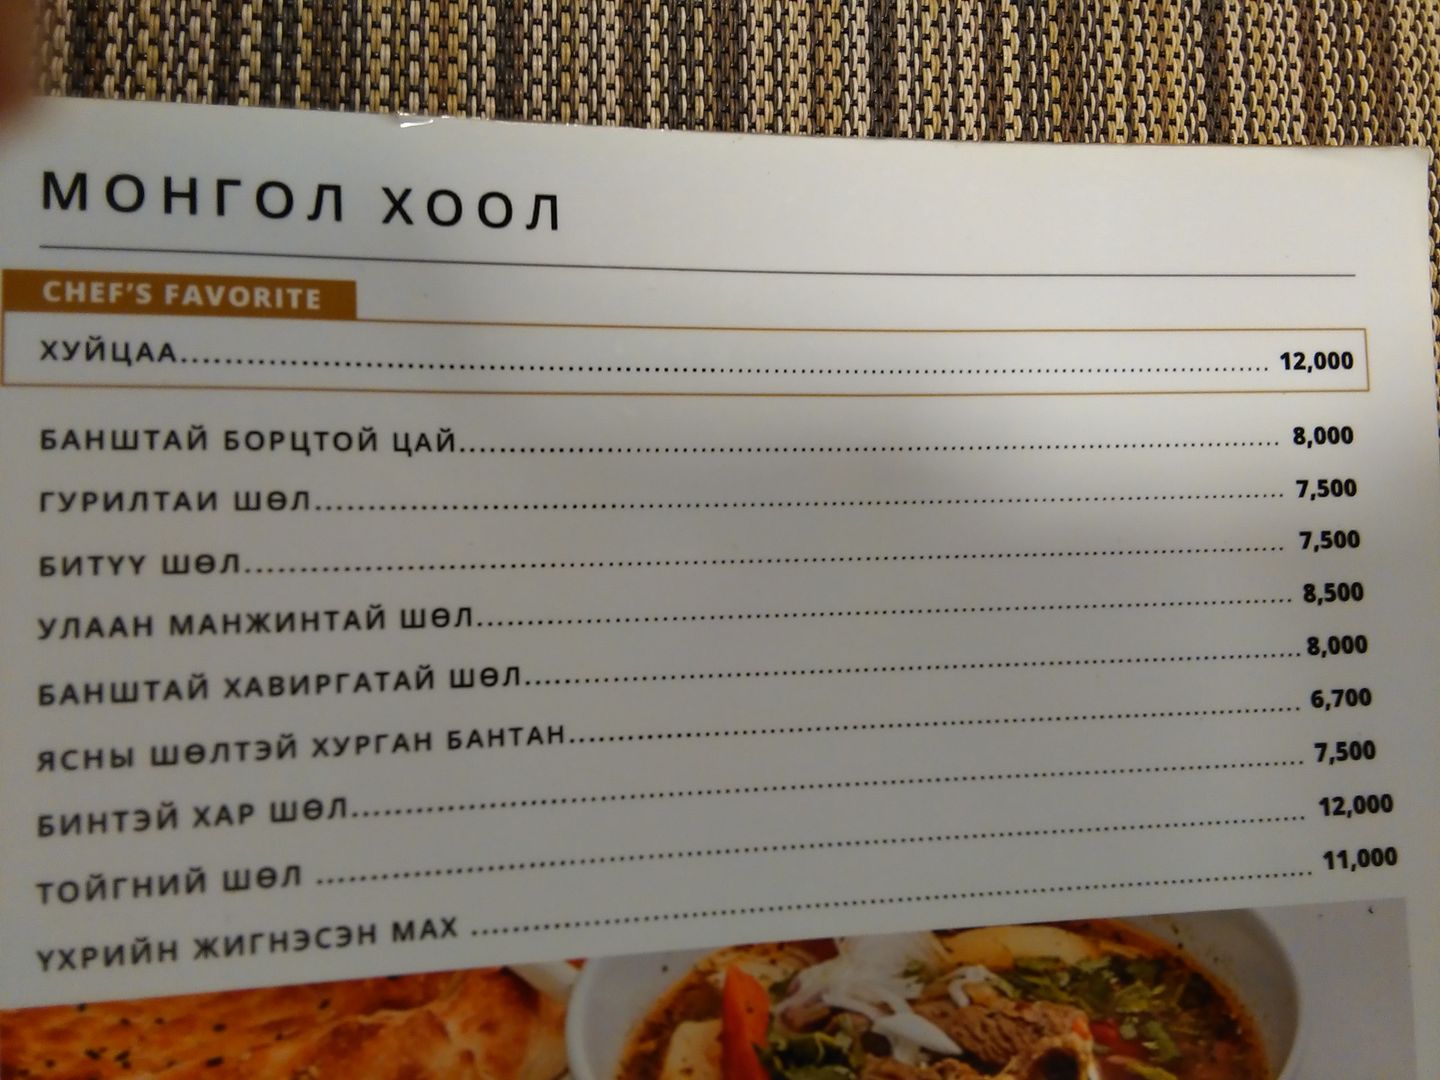 МОНГОЛ ХООЛ
CHEF'S FAVORITE
ХУЙЦАА........................................ 12,000
БАНШТАЙ БОРЦТОЙ ЦАЙ........................................ 8,000
ГУРИЛТАИ ШӨЛ........................................ 7,500
БИТҮҮ ШӨЛ........................................ 7,500
УЛААН МАНЖИНТАЙ ШӨЛ........................................ 8,500
БАНШТАЙ ХАВИРГАТАЙ ШӨЛ........................................ 8,000
ЯСНЫ ШӨЛТЭЙ ХУРГАН БАНТАН........................................ 6,700
БИНТЭЙ ХАР ШӨЛ........................................ 7,500
ТОЙГНИЙ ШӨЛ ........................................ 12,000
ҮХРИЙН ЖИГНЭСЭН МАХ ........................................ 11,000